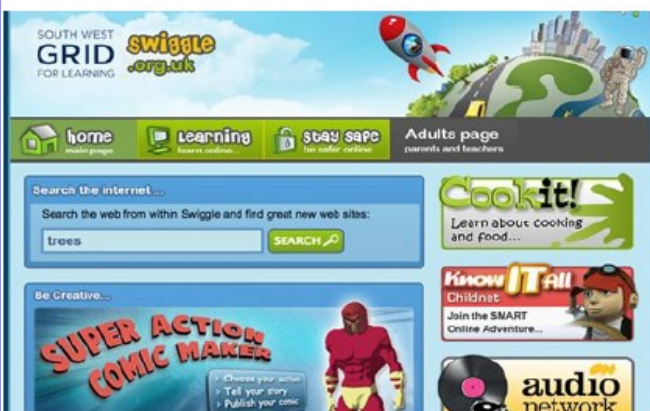 SOUTH WEST
GRID
FOR LEARNING
swiggle
.org.uk
home
main page
Learning
learn online...
Stay Safe
be safer online
Adults page
parents and teachers
Search the internet...
Search the web from within Swiggle and find great new web sites:
trees
SEARCH
Be Creative...
SUPER ACTION
COMIC MAKER
› Choose your action
› Tell your story
› Publish your comic
Cookit!
Learn about cooking
and food...
Know IT All
Childnet
Join the SMART
Online Adventure...
audio
network